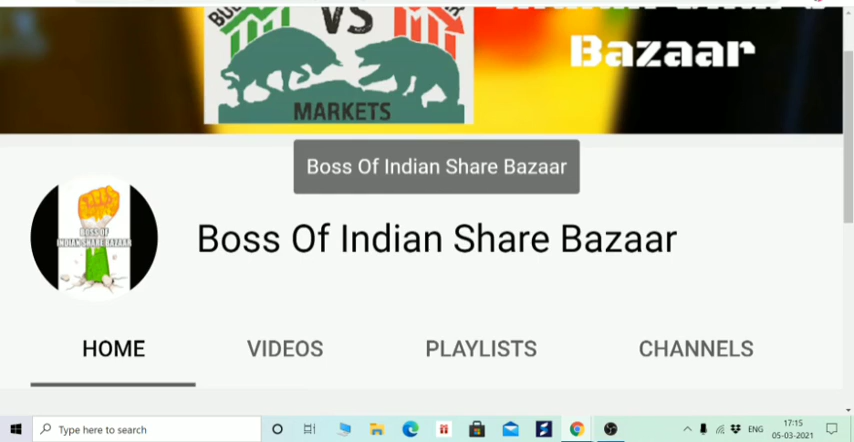 VS
MARKETS
Bazaar
Boss Of Indian Share Bazaar
BOSS OF
INDIAN SHARE BAZAAR
Boss Of Indian Share Bazaar
HOME VIDEOS PLAYLISTS CHANNELS
Type here to search
ENG
17:15
05-03-2021